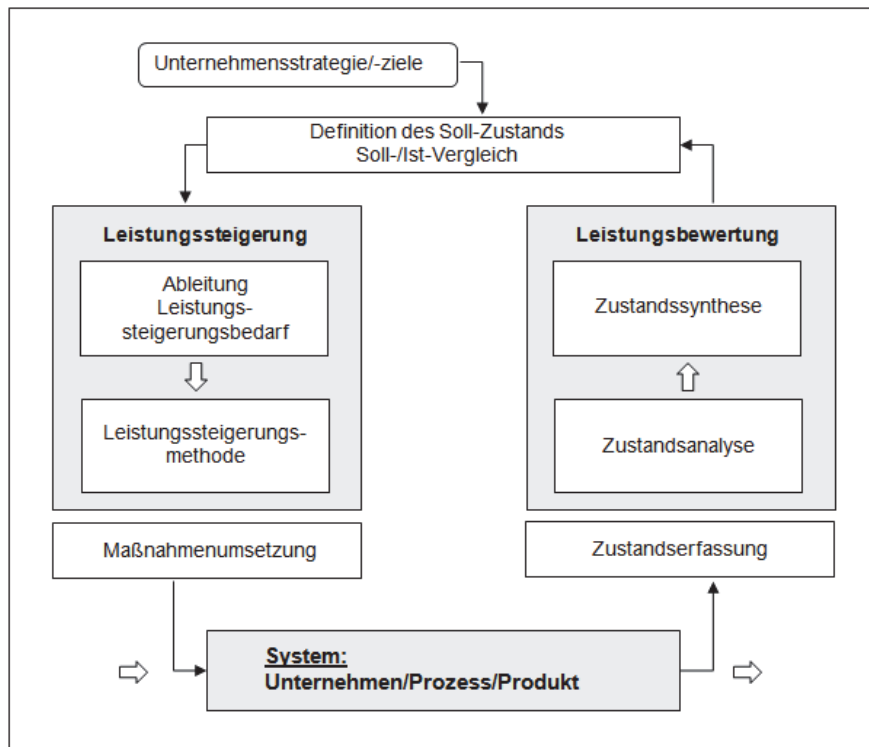 Unternehmensstrategie/-ziele
Definition des Soll-Zustands
Soll-/Ist-Vergleich
Leistungssteigerung
Ableitung
Leistungs-
steigerungsbedarf
Leistungssteigerungs-
methode
Maßnahmenumsetzung
Leistungsbewertung
Zustandssynthese
Zustandsanalyse
Zustandserfassung
System:
Unternehmen/Prozess/Produkt